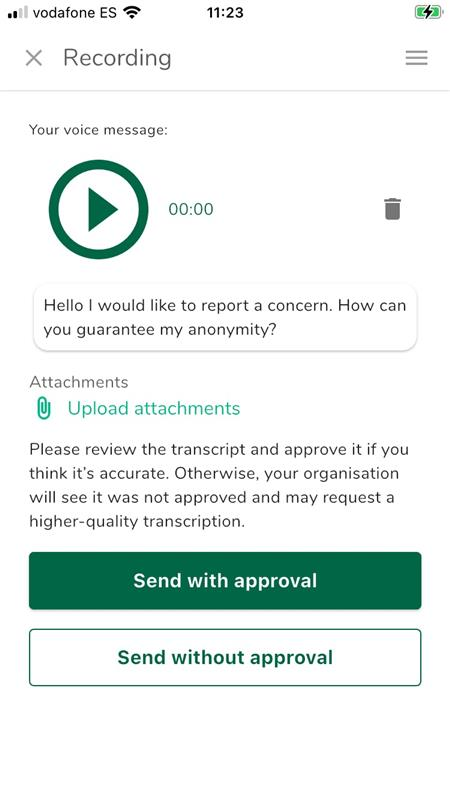 vodafone ES
11:23
Recording
Your voice message:
00:00
Hello I would like to report a concern. How can
you guarantee my anonymity?
Attachments
Upload attachments
Please review the transcript and approve it if you
think it’s accurate. Otherwise, your organisation
will see it was not approved and may request a
higher-quality transcription.
Send with approval
Send without approval